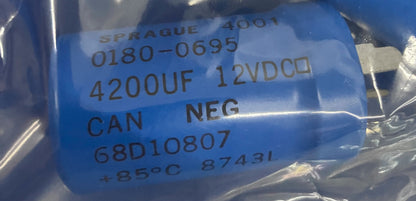 SPRAGUE 4001
0180-0695
4200UF 12VDC□
CAN NEG
68D10807
+85°C 8743L